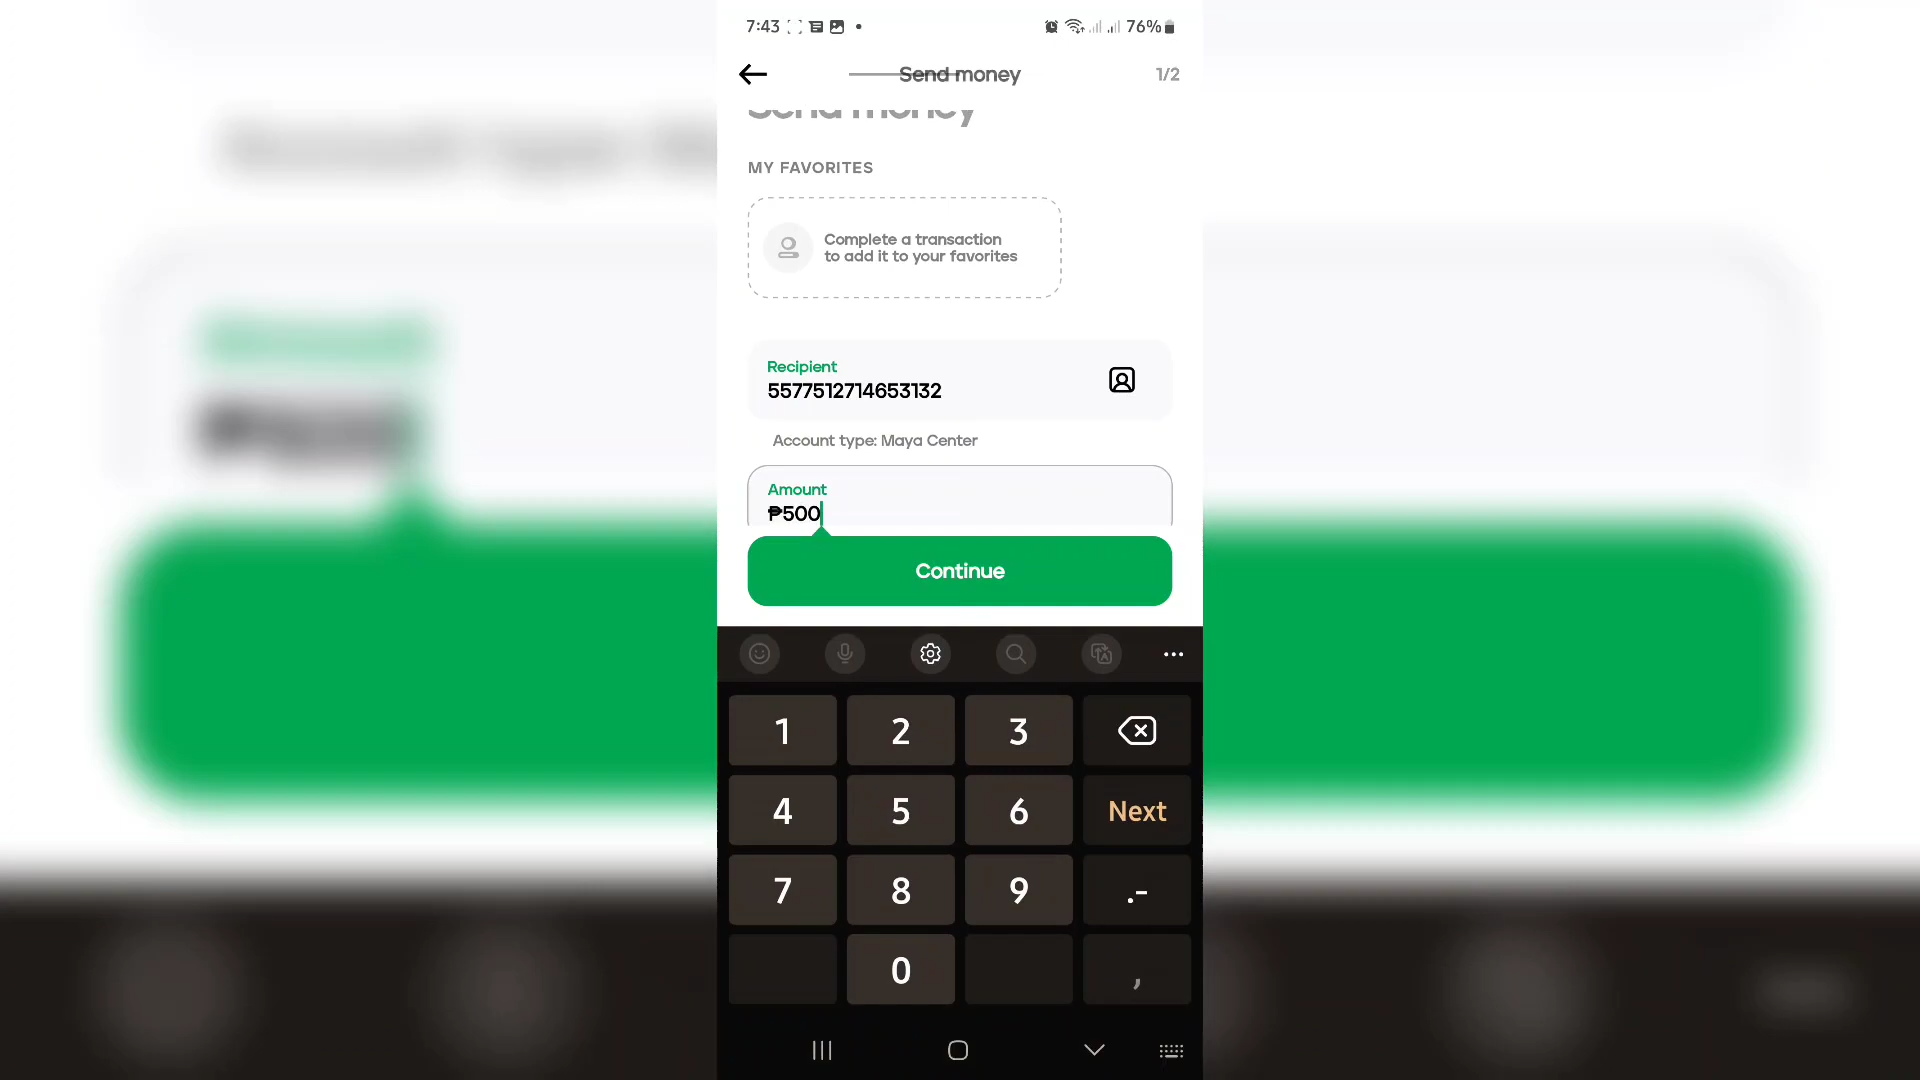 7:43 76%
Send money 1/2
Send money
MY FAVORITES
Complete a transaction
to add it to your favorites
Recipient
5577512714653132
Account type: Maya Center
Amount
₱500
Continue
1 2 3
4 5 6 Next
7 8 9 .-
0 ,